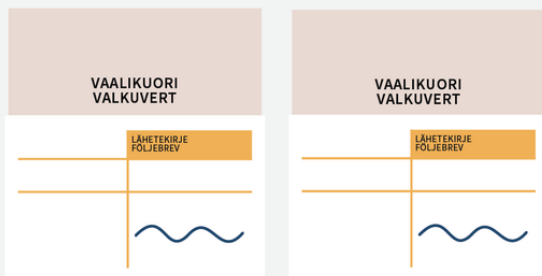 VAALIKUORI
VALKUVERT
LÄHETEKIRJE
FÖLJEBREV
VAALIKUORI
VALKUVERT
LÄHETEKIRJE
FÖLJEBREV